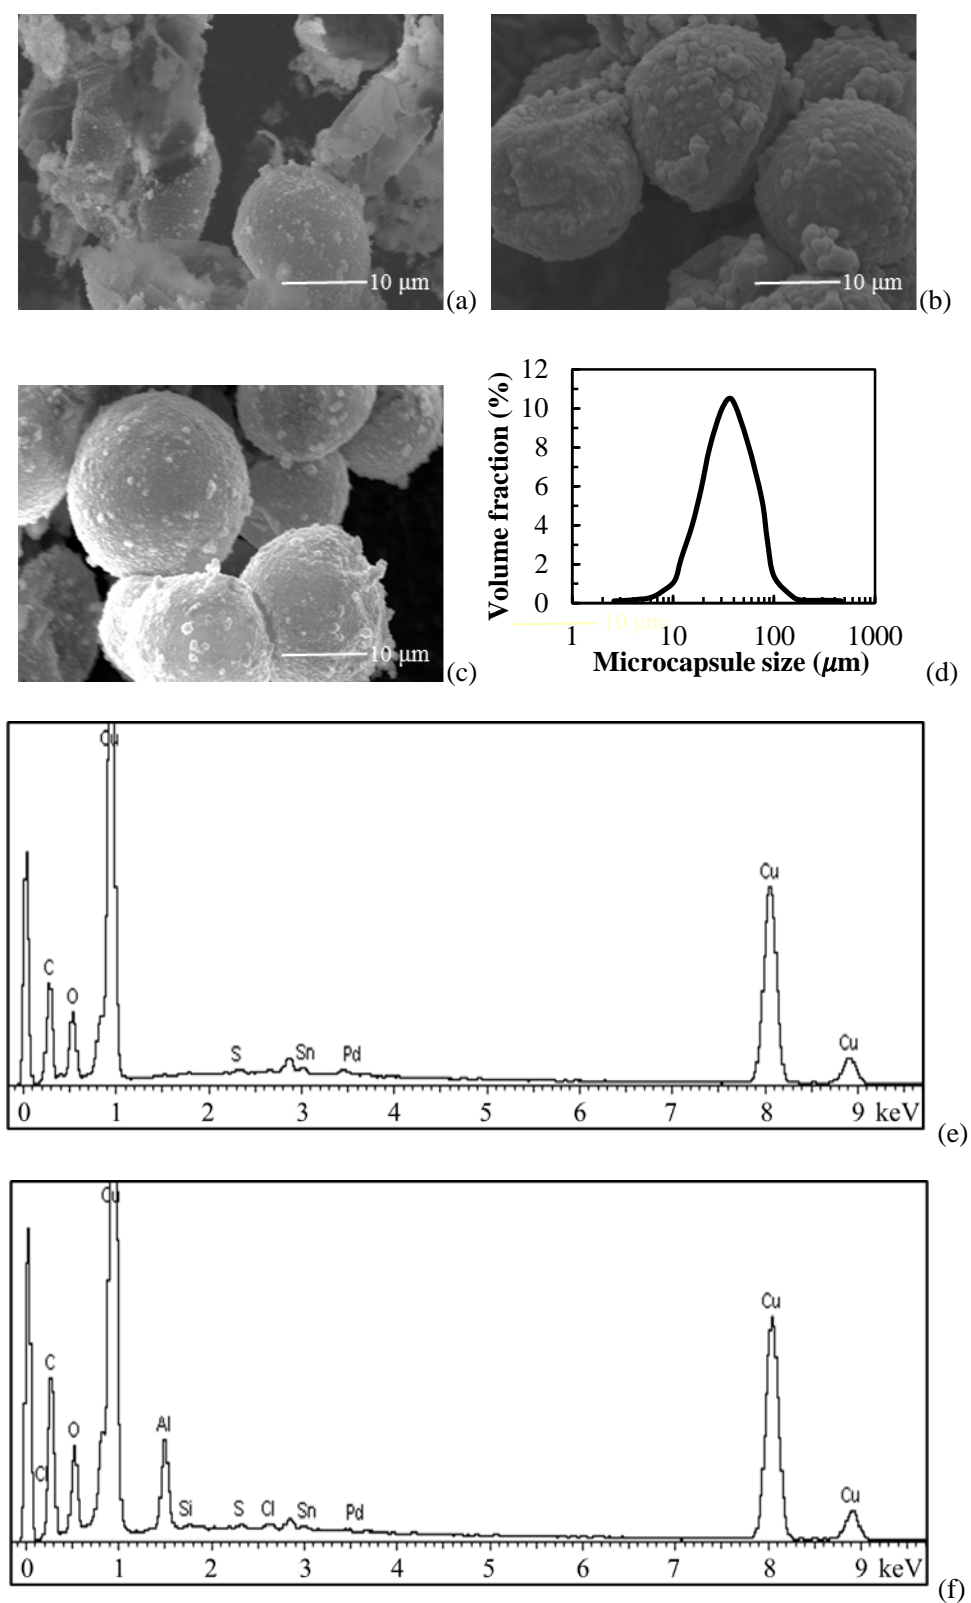 10 μm
(a)
10 μm
(b)
10 μm
(c)
Volume fraction (%)
12
10
8
6
4
2
0
10 μm
1 10 100 1000
Microcapsule size (μm)
(d)
Cu
Cu
C
O
S Sn Pd
Cu
0 1 2 3 4 5 6 7 8 9 keV
(e)
Cu
Cu
C
Al
O
Cl
Si S Cl Sn Pd
Cu
0 1 2 3 4 5 6 7 8 9 keV
(f)